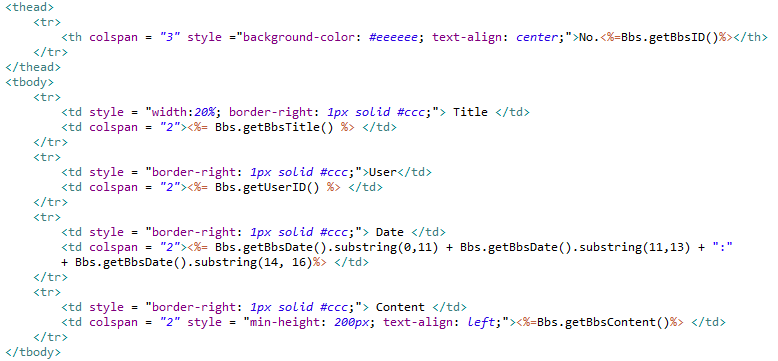 <thead>
<tr>
<th colspan = "3" style ="background-color: #eeeeee; text-align: center;">No.<%=Bbs.getBbsID()%></th>
</tr>
</thead>
<tbody>
<tr>
<td style = "width:20%; border-right: 1px solid #ccc;"> Title </td>
<td colspan = "2"><%= Bbs.getBbsTitle() %> </td>
</tr>
<tr>
<td style = "border-right: 1px solid #ccc;">User</td>
<td colspan = "2"><%= Bbs.getUserID() %> </td>
</tr>
<tr>
<td style = "border-right: 1px solid #ccc;"> Date </td>
<td colspan = "2"><%= Bbs.getBbsDate().substring(0,11) + Bbs.getBbsDate().substring(11,13) + ":"
+ Bbs.getBbsDate().substring(14, 16)%> </td>
</tr>
<tr>
<td style = "border-right: 1px solid #ccc;"> Content </td>
<td colspan = "2" style = "min-height: 200px; text-align: left;"><%=Bbs.getBbsContent()%> </td>
</tr>
</tbody>